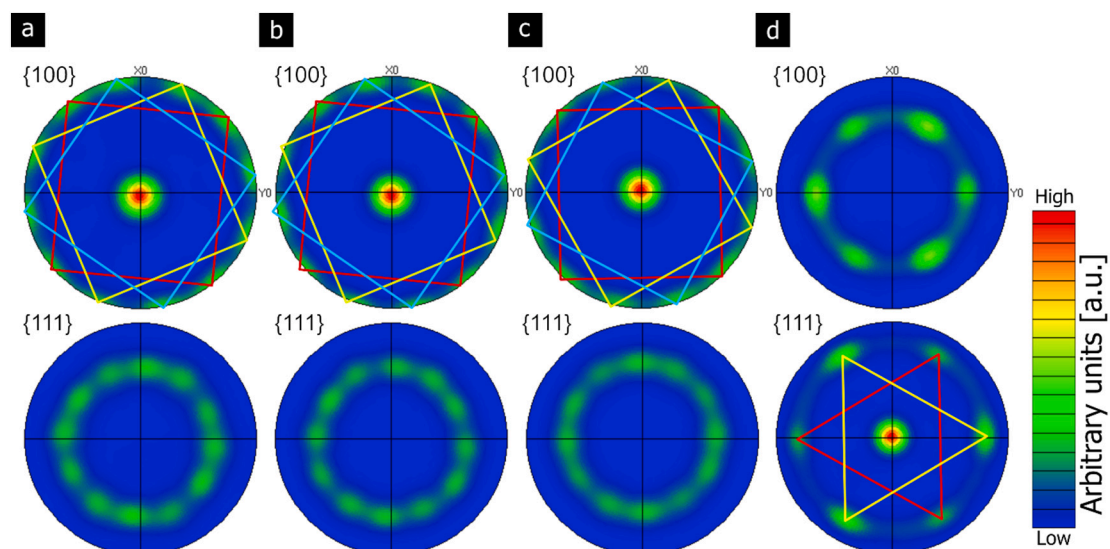 a
b
c
d
{100}
X0
{100}
X0
{100}
X0
{100}
X0
Y0
Y0
Y0
Y0
{111}
{111}
{111}
{111}
High
Arbitrary units [a.u.]
Low